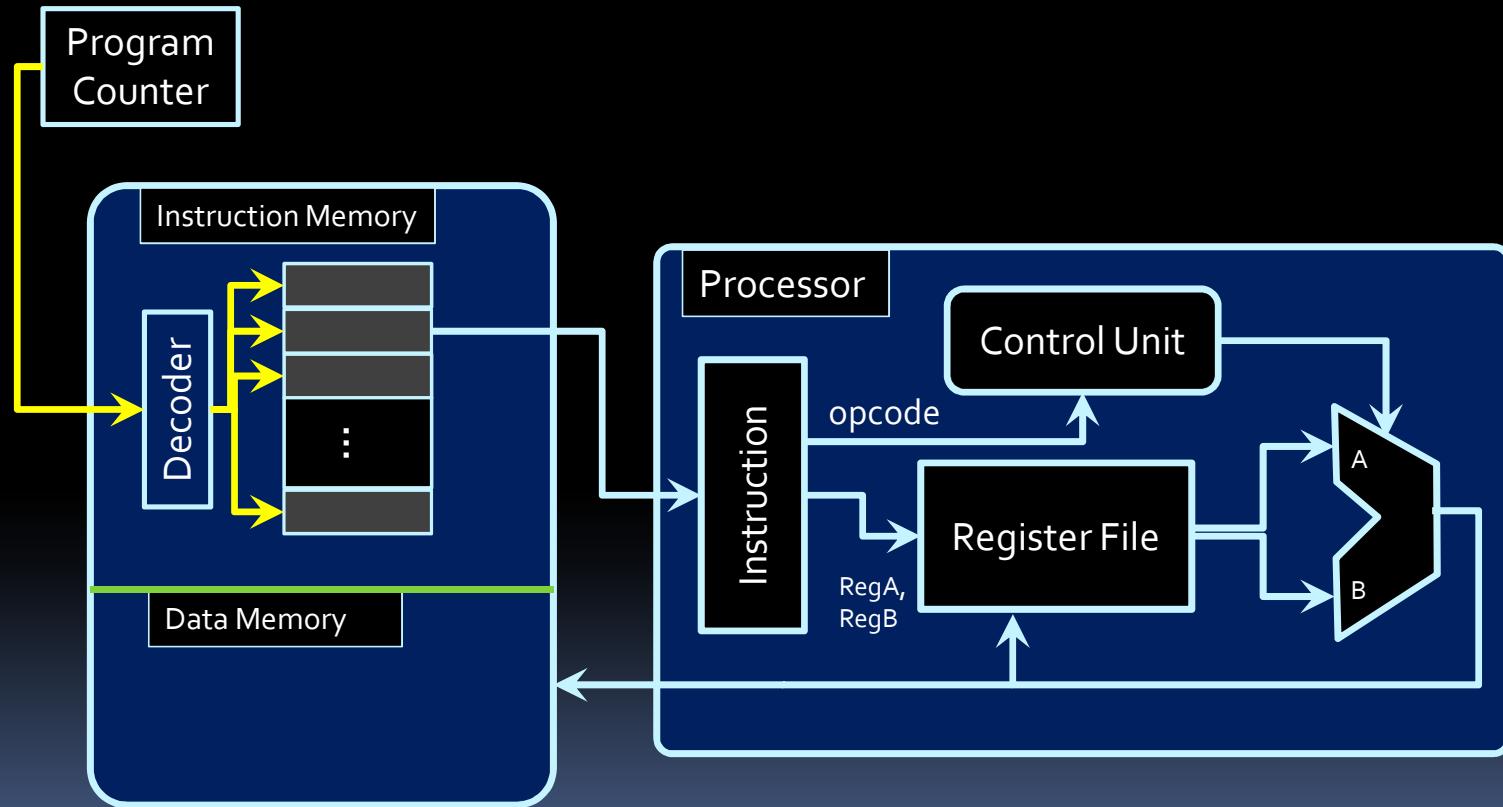 Program
Counter
Instruction Memory
Decoder
...
Data Memory
Processor
Control Unit
Instruction
opcode
Register File
RegA,
RegB
A
B